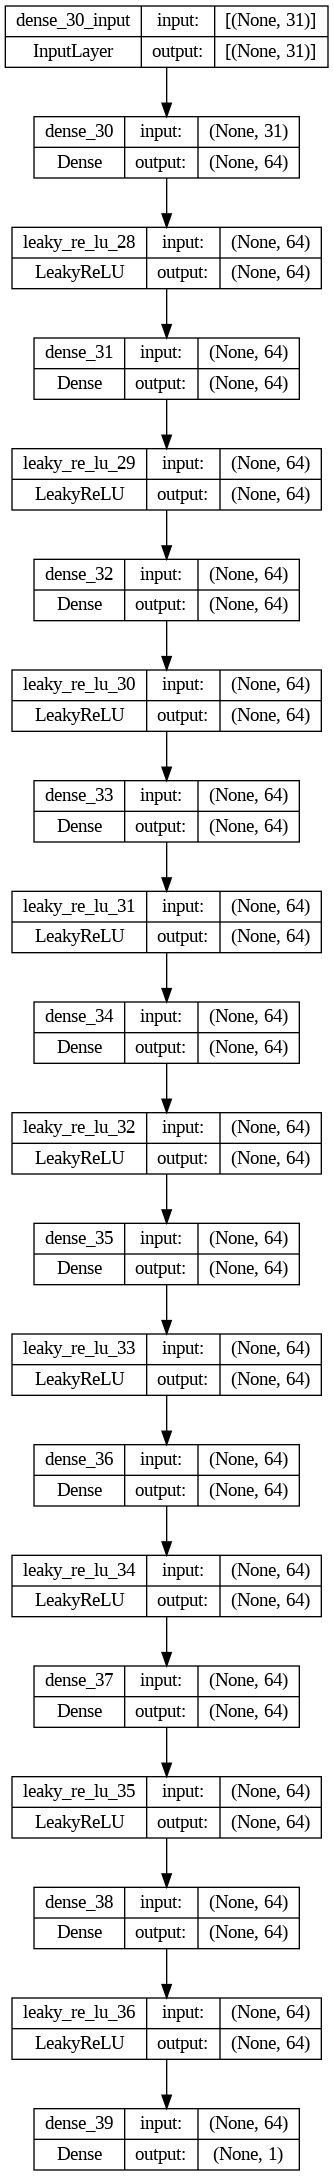 dense_30_input input: [(None, 31)]
InputLayer output: [(None, 31)]
dense_30 input: (None, 31)
Dense output: (None, 64)
leaky_re_lu_28 input: (None, 64)
LeakyReLU output: (None, 64)
dense_31 input: (None, 64)
Dense output: (None, 64)
leaky_re_lu_29 input: (None, 64)
LeakyReLU output: (None, 64)
dense_32 input: (None, 64)
Dense output: (None, 64)
leaky_re_lu_30 input: (None, 64)
LeakyReLU output: (None, 64)
dense_33 input: (None, 64)
Dense output: (None, 64)
leaky_re_lu_31 input: (None, 64)
LeakyReLU output: (None, 64)
dense_34 input: (None, 64)
Dense output: (None, 64)
leaky_re_lu_32 input: (None, 64)
LeakyReLU output: (None, 64)
dense_35 input: (None, 64)
Dense output: (None, 64)
leaky_re_lu_33 input: (None, 64)
LeakyReLU output: (None, 64)
dense_36 input: (None, 64)
Dense output: (None, 64)
leaky_re_lu_34 input: (None, 64)
LeakyReLU output: (None, 64)
dense_37 input: (None, 64)
Dense output: (None, 64)
leaky_re_lu_35 input: (None, 64)
LeakyReLU output: (None, 64)
dense_38 input: (None, 64)
Dense output: (None, 64)
leaky_re_lu_36 input: (None, 64)
LeakyReLU output: (None, 64)
dense_39 input: (None, 64)
Dense output: (None, 1)